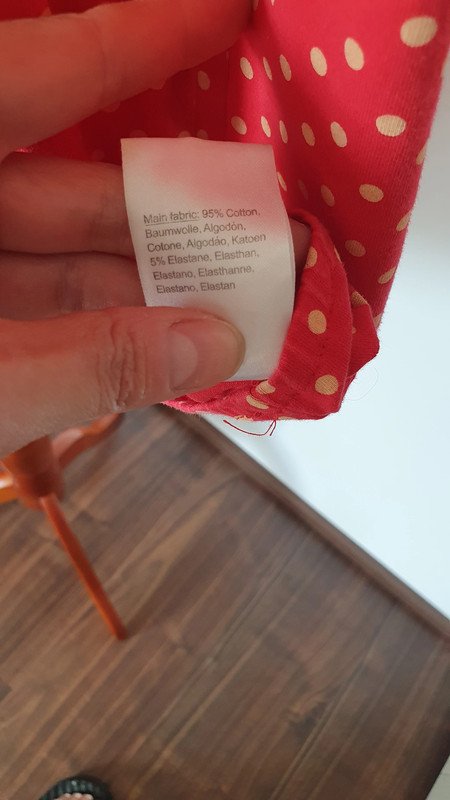 Main fabric: 95% Cotton,
Baumwolle, Algodón,
Cotone, Algodão, Katoen
5% Elastane, Elasthan,
Elastano, Elasthanne,
Elastano, Elastan